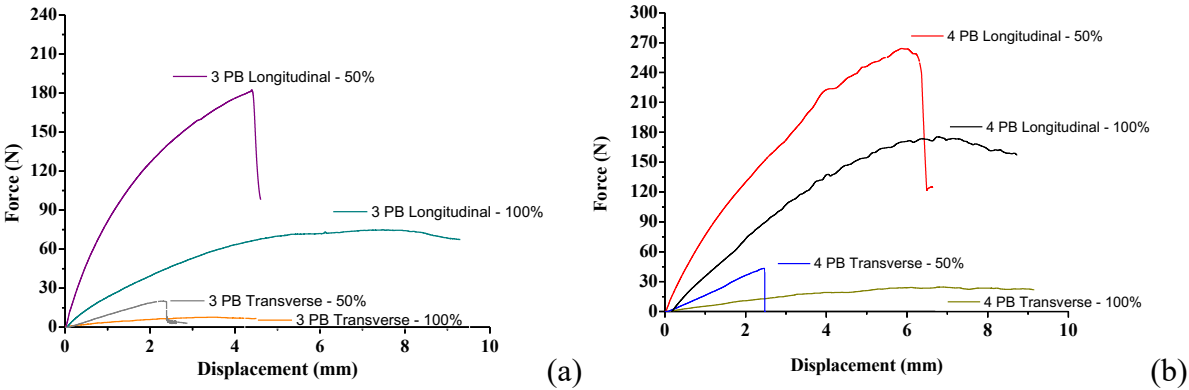 240
210
180
150
120
90
60
30
0
0
2
4
6
8
10
Force (N)
Displacement (mm)
3 PB Longitudinal - 50%
3 PB Longitudinal - 100%
3 PB Transverse - 50%
3 PB Transverse - 100%
(a)
300
270
240
210
180
150
120
90
60
30
0
0
2
4
6
8
10
Force (N)
Displacement (mm)
4 PB Longitudinal - 50%
4 PB Longitudinal - 100%
4 PB Transverse - 50%
4 PB Transverse - 100%
(b)